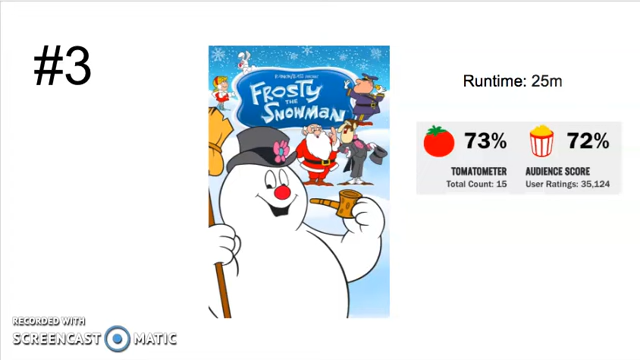 #3
FROSTY
THE
SNOWMAN
Runtime: 25m
73%
72%
TOMATOMETER
AUDIENCE SCORE
Total Count: 15
User Ratings: 35,124
RECORDED WITH
SCREENCAST MATIC